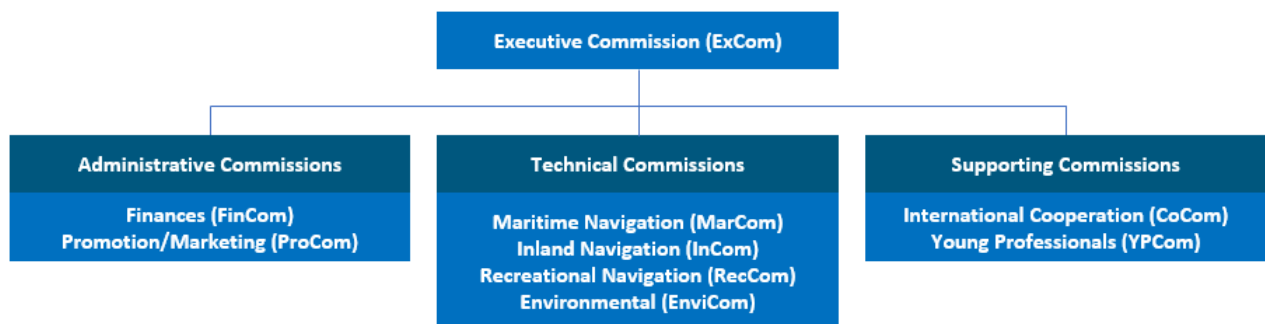 Executive Commission (ExCom)
Administrative Commissions
Finances (FinCom)
Promotion/Marketing (ProCom)
Technical Commissions
Maritime Navigation (MarCom)
Inland Navigation (InCom)
Recreational Navigation (RecCom)
Environmental (EnviCom)
Supporting Commissions
International Cooperation (CoCom)
Young Professionals (YPCom)